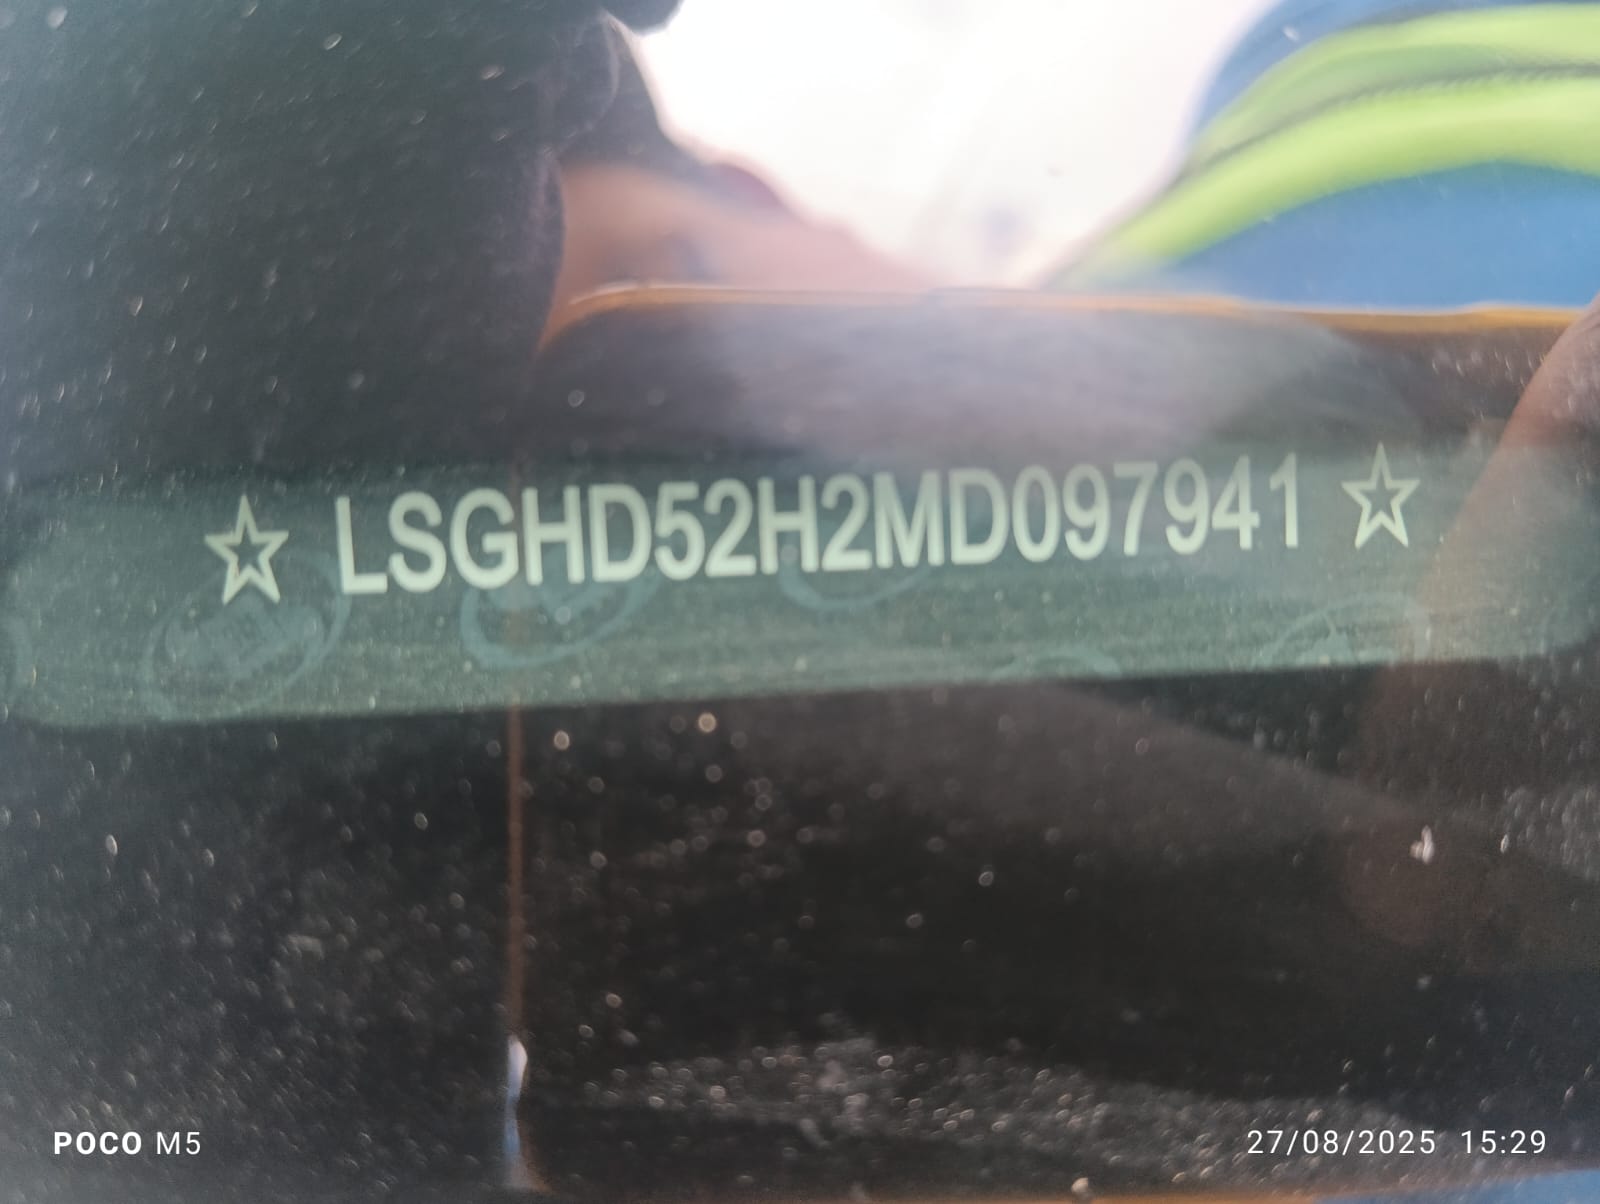 ☆ LSGHD52H2MD097941 ☆
POCO M5
27/08/2025 15:29